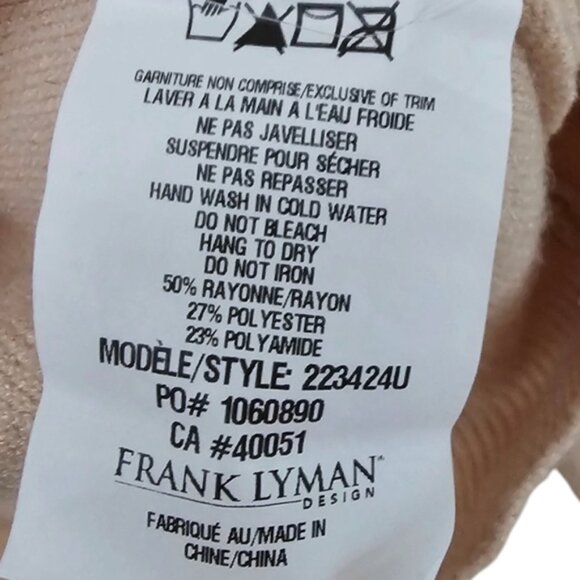 GARNITURE NON COMPRISE/EXCLUSIVE OF TRIM
LAVER A LA MAIN A L'EAU FROIDE
NE PAS JAVELLISER
SUSPENDRE POUR SÉCHER
NE PAS REPASSER
HAND WASH IN COLD WATER
DO NOT BLEACH
HANG TO DRY
DO NOT IRON
50% RAYONNE/RAYON
27% POLYESTER
23% POLYAMIDE
MODÈLE/STYLE: 223424U
PO# 1060890
CA #40051
FRANK LYMAN
DESIGN
FABRIQUÉ AU/MADE IN
CHINE/CHINA